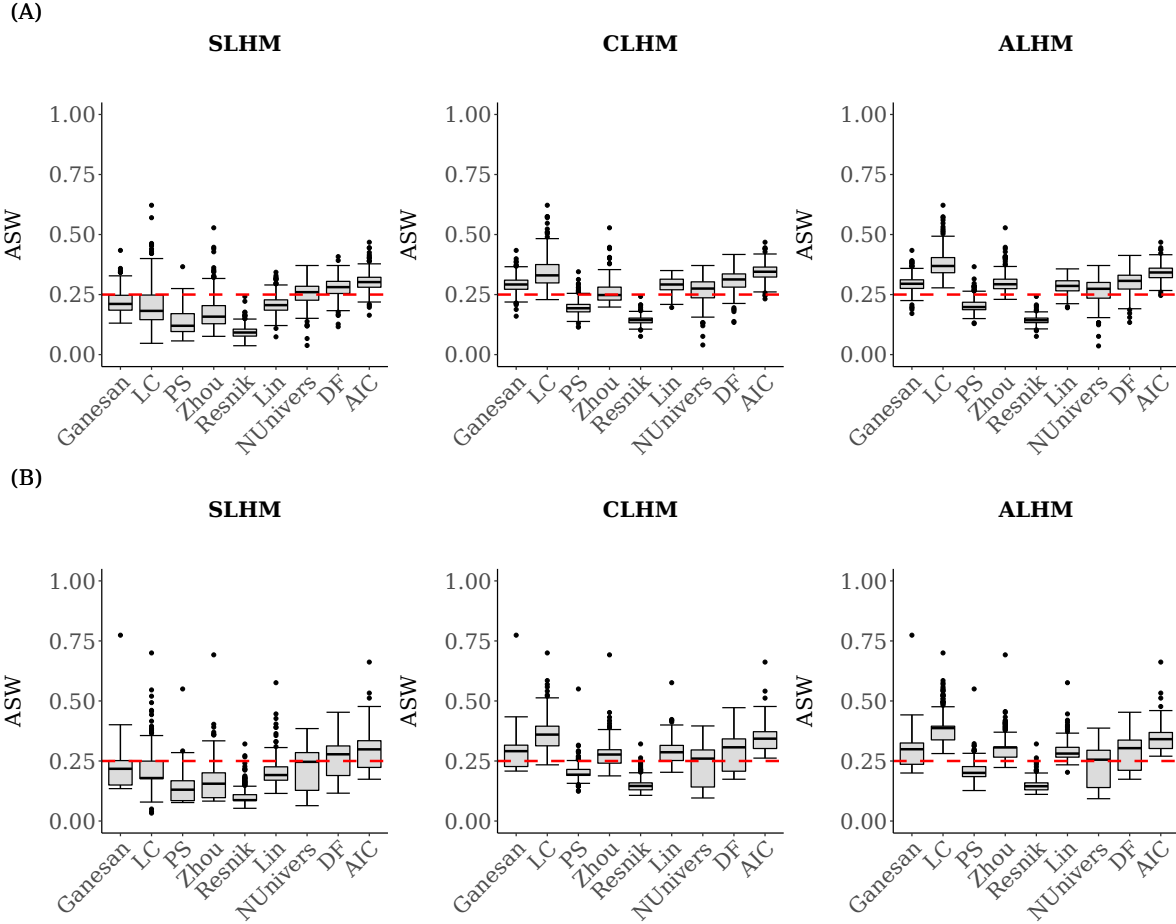 (A)
SLHM CLHM ALHM
1.00 1.00 1.00
0.75 0.75 0.75
0.50 0.50 0.50
0.25 0.25 0.25
0.00 0.00 0.00
ASW ASW ASW
Ganesan LC PS Zhou Resnik Lin NUnivers DF AIC Ganesan LC PS Zhou Resnik Lin NUnivers DF AIC Ganesan LC PS Zhou Resnik Lin NUnivers DF AIC
(B)
SLHM CLHM ALHM
1.00 1.00 1.00
0.75 0.75 0.75
0.50 0.50 0.50
0.25 0.25 0.25
0.00 0.00 0.00
ASW ASW ASW
Ganesan LC PS Zhou Resnik Lin NUnivers DF AIC Ganesan LC PS Zhou Resnik Lin NUnivers DF AIC Ganesan LC PS Zhou Resnik Lin NUnivers DF AIC